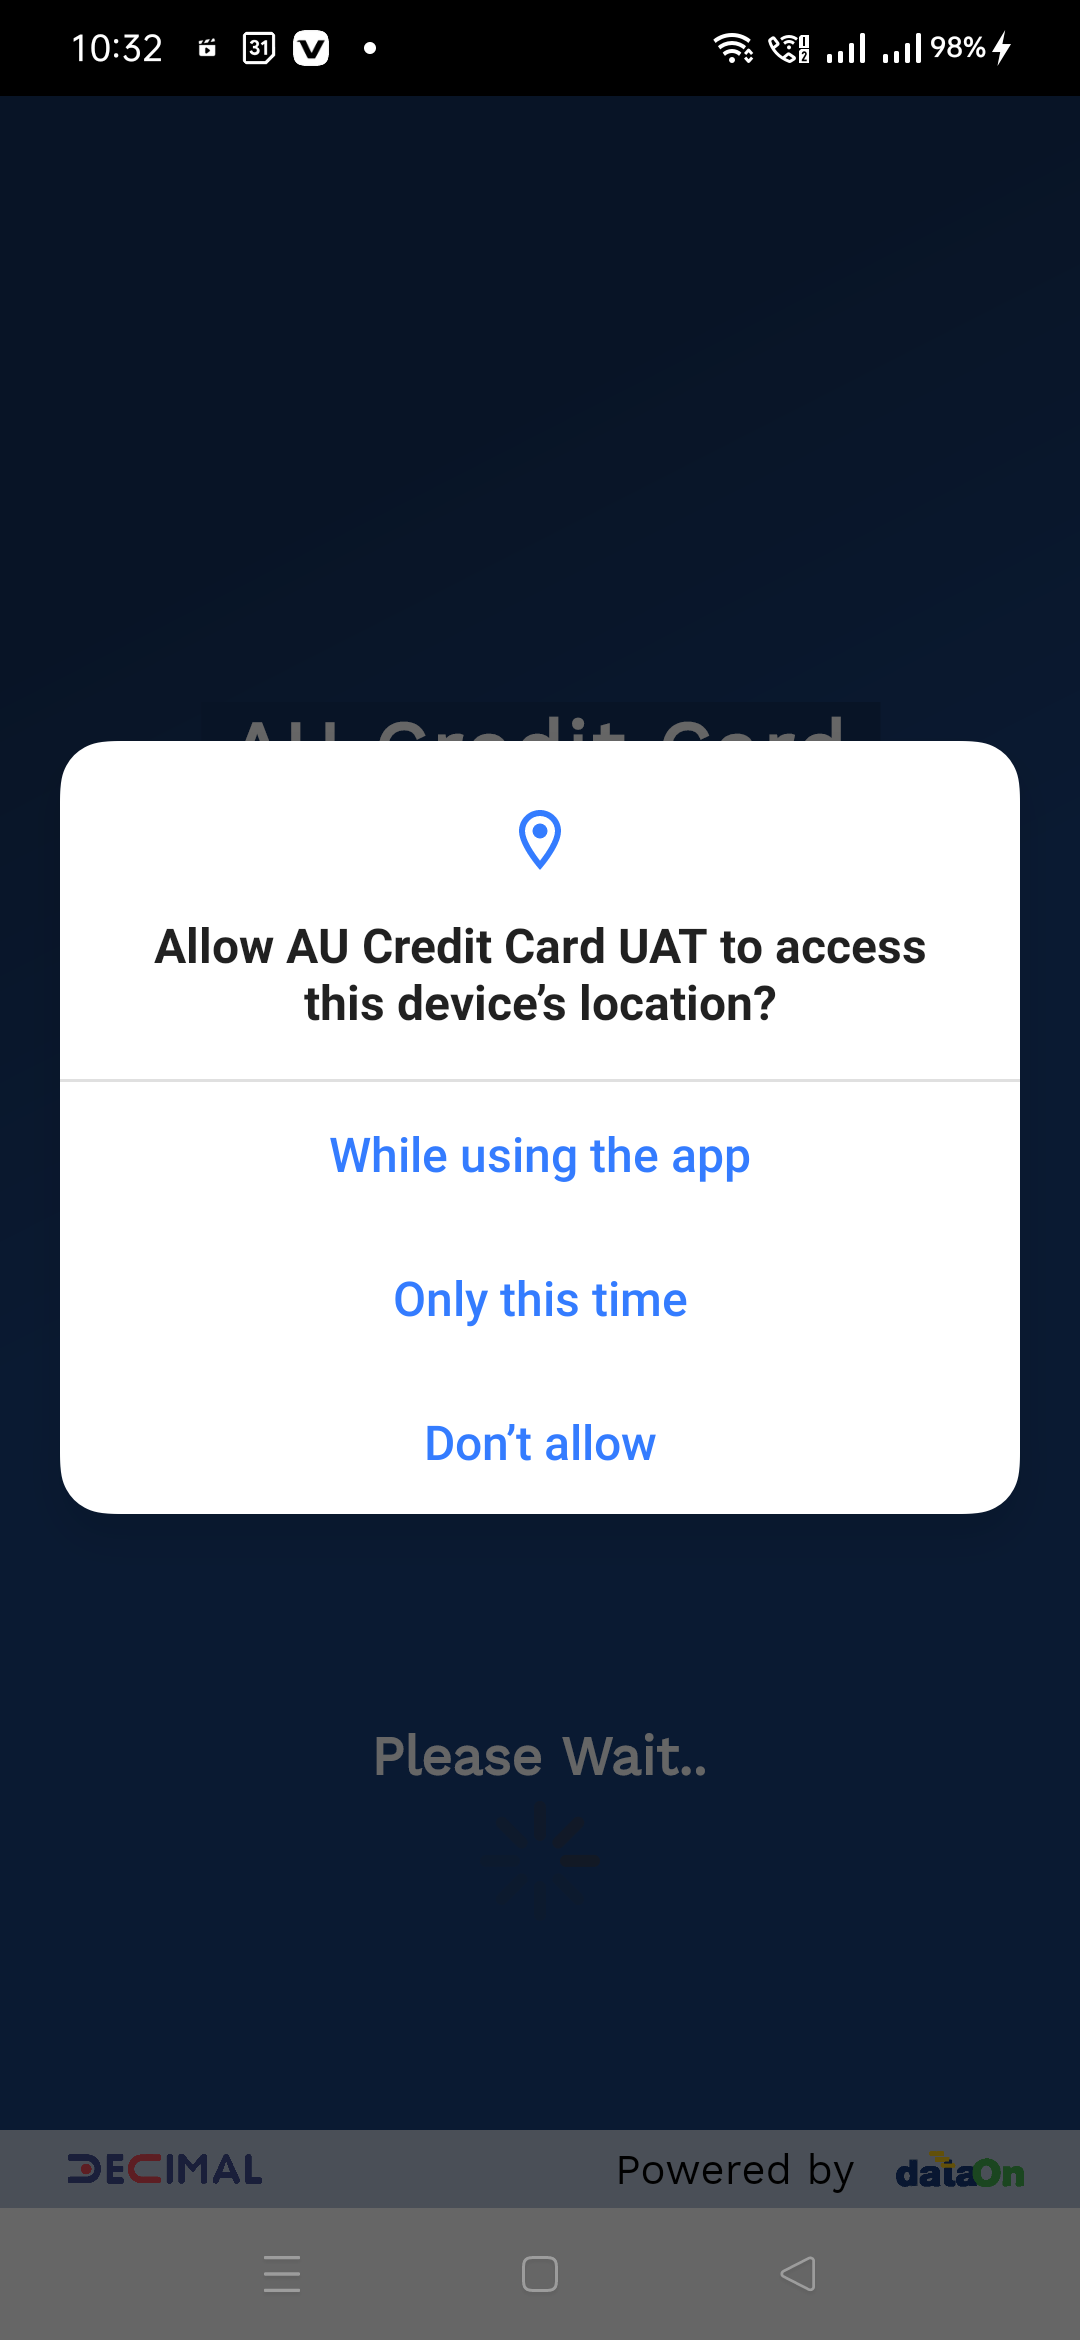 10:32 31 98%
AU Credit Card
Allow AU Credit Card UAT to access
this device’s location?
While using the app
Only this time
Don’t allow
Please Wait..
DECIMAL Powered by dataOn